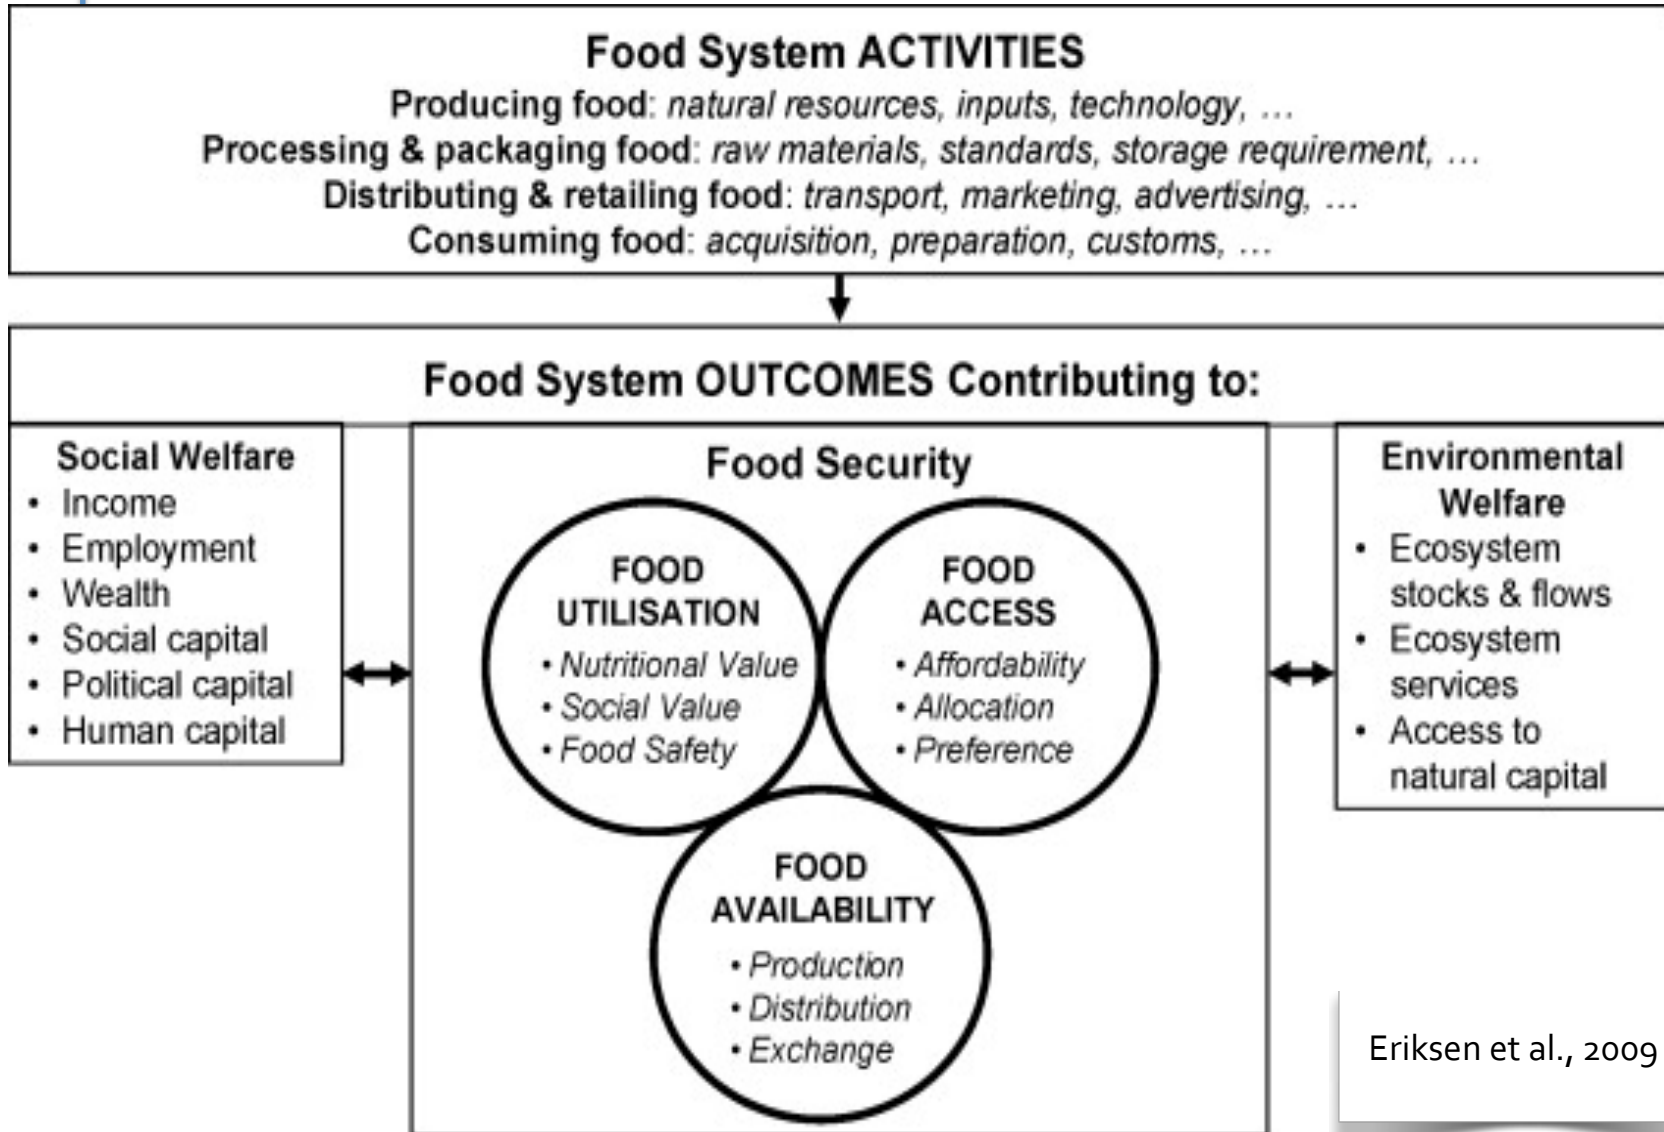 Food System ACTIVITIES
Producing food: natural resources, inputs, technology, …
Processing & packaging food: raw materials, standards, storage requirement, …
Distributing & retailing food: transport, marketing, advertising, …
Consuming food: acquisition, preparation, customs, …
Food System OUTCOMES Contributing to:
Social Welfare
• Income
• Employment
• Wealth
• Social capital
• Political capital
• Human capital
Food Security
FOOD
UTILISATION
• Nutritional Value
• Social Value
• Food Safety
FOOD
ACCESS
• Affordability
• Allocation
• Preference
FOOD
AVAILABILITY
• Production
• Distribution
• Exchange
Environmental
Welfare
• Ecosystem
stocks & flows
• Ecosystem
services
• Access to
natural capital
Eriksen et al., 2009